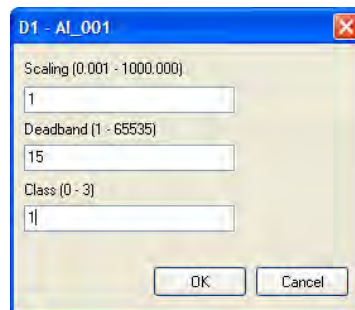 D1 - AI_001
Scaling (0.001 - 1000.000)
1
Deadband (1 - 65535)
15
Class (0 - 3)
1
OK Cancel